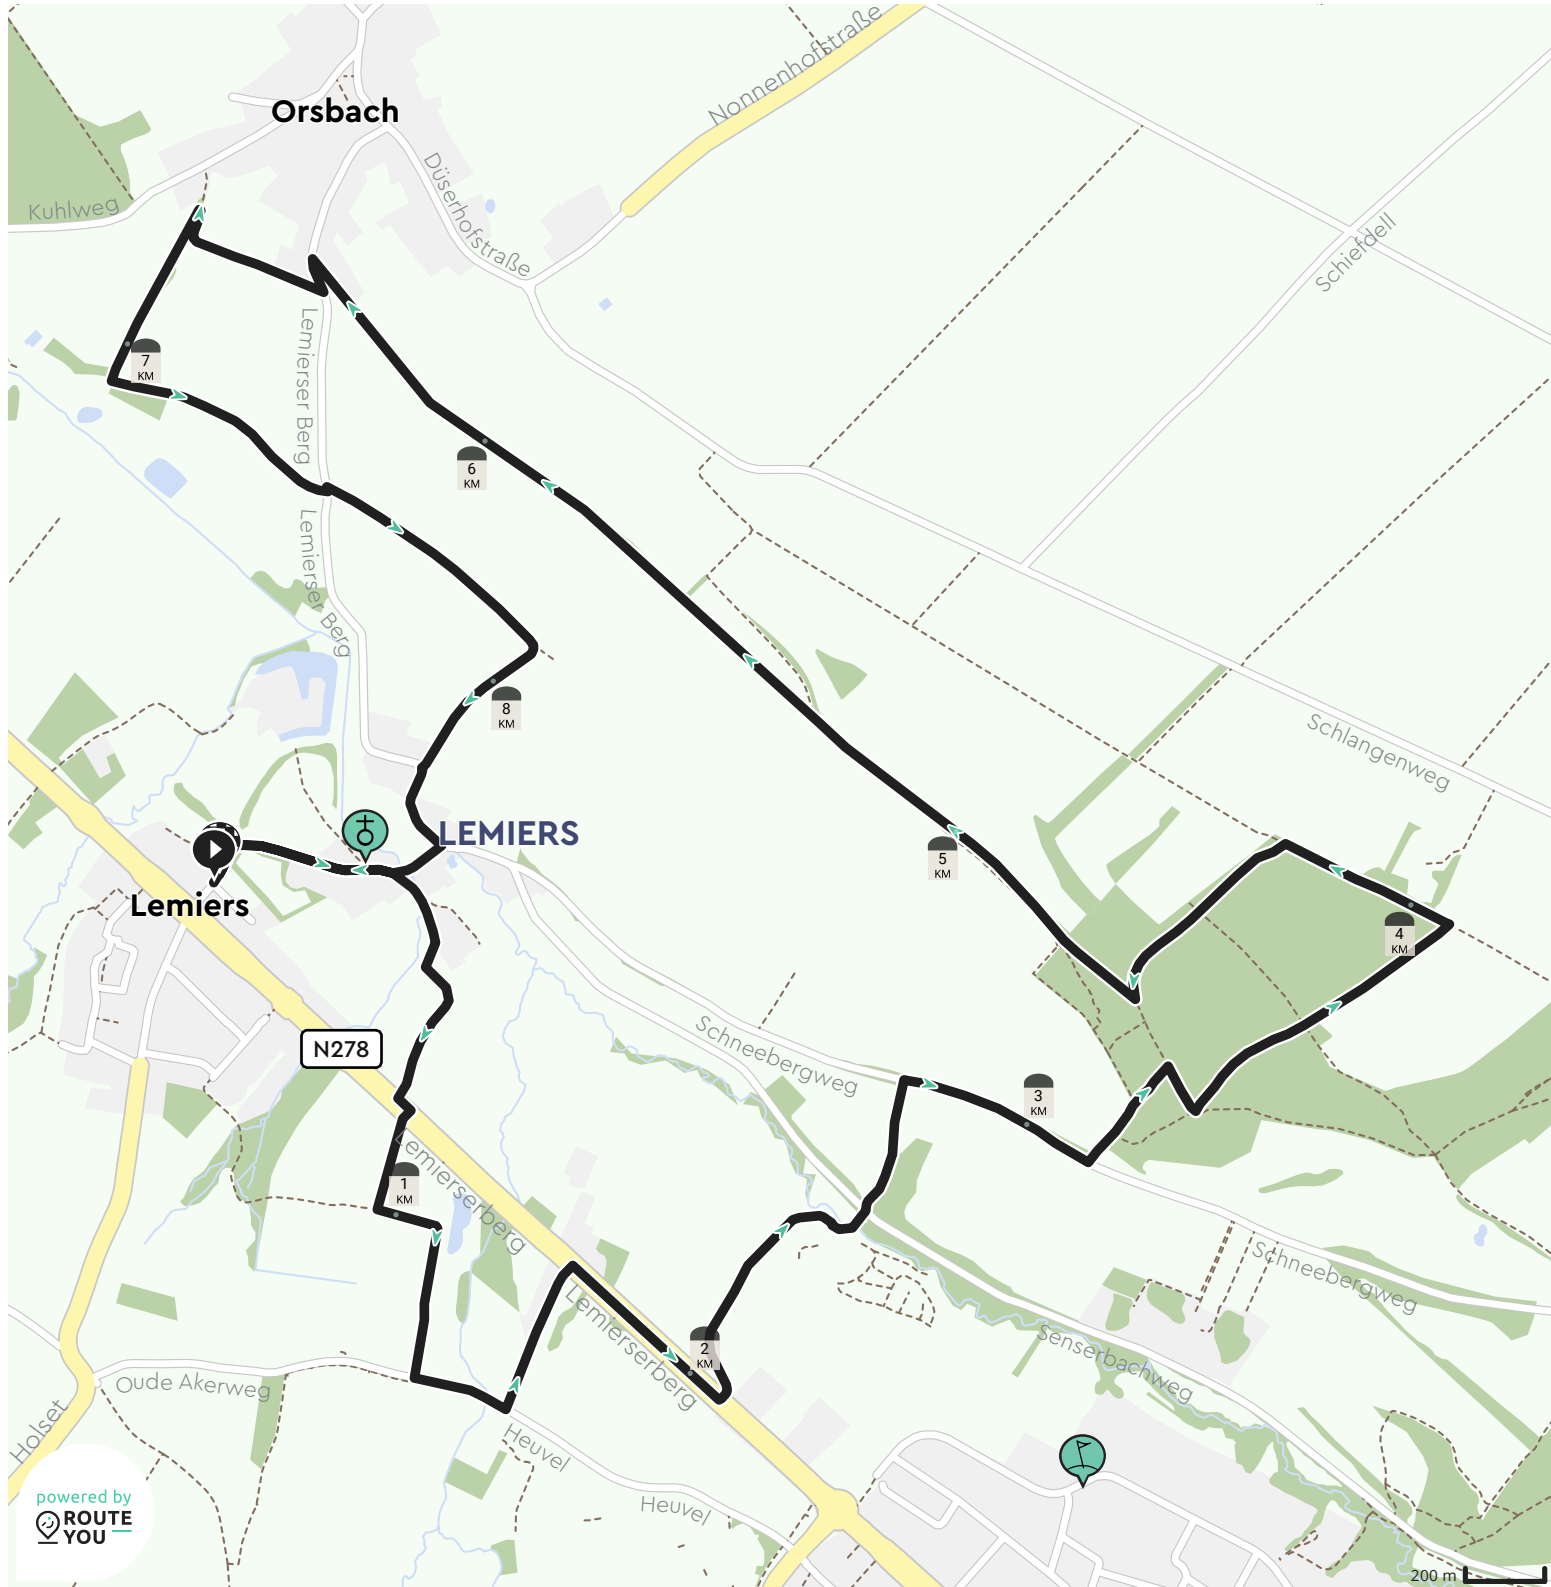 Nonnenhofstraße
Orsbach
Düserhofstraße
Kuhlweg
Schiefdell
Lemierser Berg
7
KM
6
KM
Lemierser Berg
8
KM
Schlangenweg
LEMIERS
5
KM
Lemiers
4
KM
N278
Schneebergweg
3
KM
Lemierserberg
1
KM
Schneebergweg
Lemierserberg
2
KM
Senserbachweg
Oude Akerweg
Holset
Heuvel
Heuvel
powered by
ROUTE
YOU
200 m